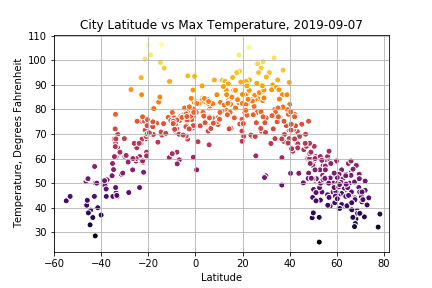 City Latitude vs Max Temperature, 2019-09-07
Temperature, Degrees Fahrenheit
110
100
90
80
70
60
50
40
30
−60 −40 −20 0 20 40 60 80
Latitude